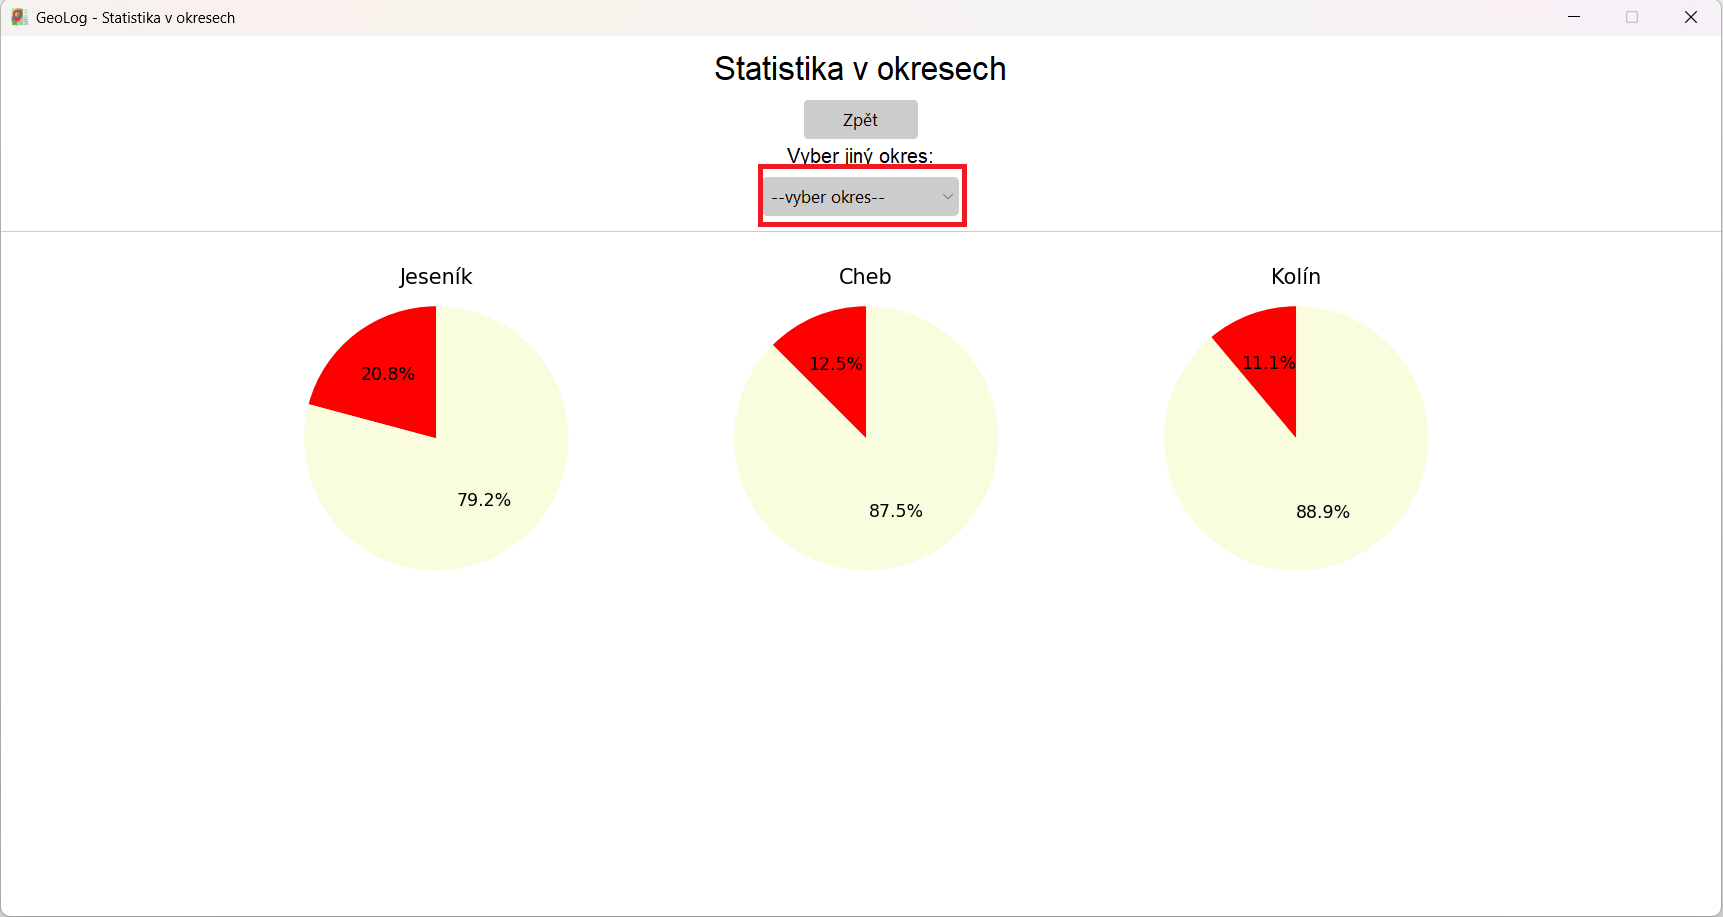 GeoLog - Statistika v okresech
Statistika v okresech
Zpět
Vyber jiný okres:
--vyber okres--
Jeseník
Cheb
Kolín
20.8%
12.5%
11.1%
79.2%
87.5%
88.9%